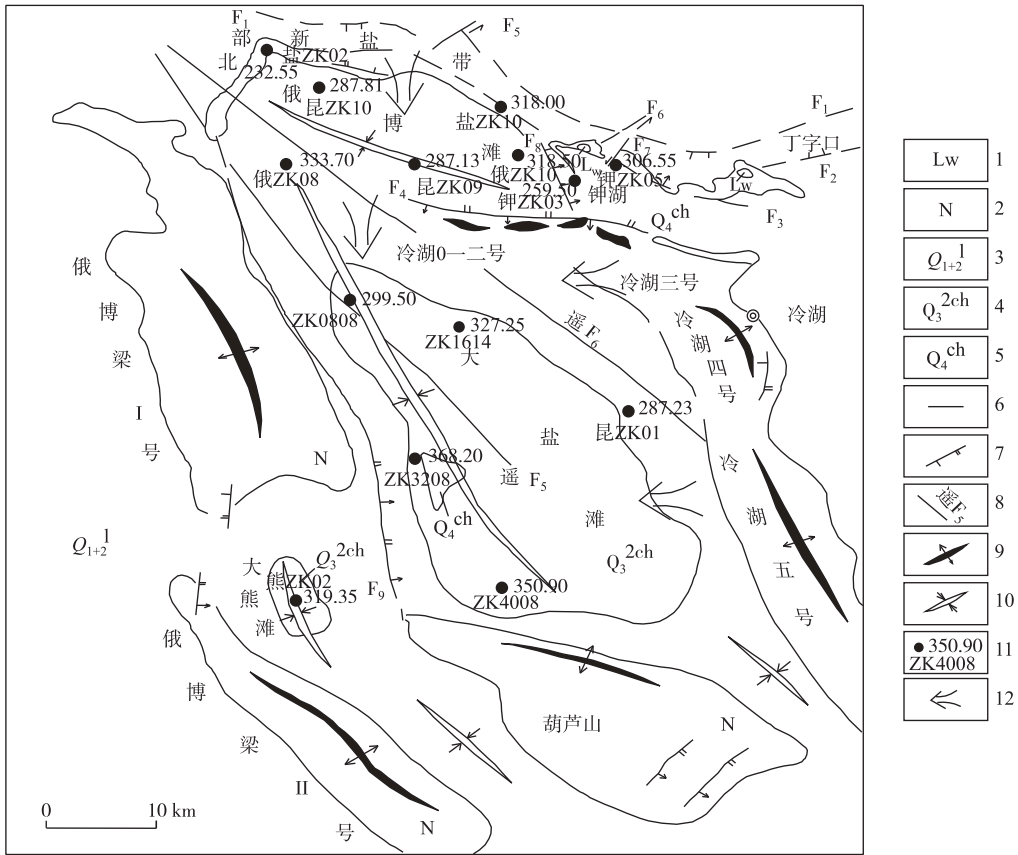 F₁
F₅
部
新
盐
北
盐ZK02
带
232.55
俄
287.81
昆ZK10
博
318.00
盐ZK10
F₆
F₁
丁字口
滩
F₈
F₇
318.50
Lw
306.55
俄ZK10
钾ZK05
333.70
俄ZK08
287.13
昆ZK09
F₄
259.50
钾ZK03
钾湖
Lw
F₂
F₃
Q₄ᶜʰ
冷湖0一二号
冷湖三号
俄
博
梁
I
号
N
299.50
ZK0808
327.25
ZK1614
大
遥F₆
冷
湖
四
号
冷湖
287.23
昆ZK01
盐
368.20
ZK3208
遥
F₅
滩
Q₄ᶜʰ
Q₃²ᶜʰ
冷
湖
五
号
Q₁₊₂ˡ
大
熊
滩
Q₃²ᶜʰ
熊ZK02
319.35
F₉
350.90
ZK4008
俄
博
梁
II
号
N
葫芦山
N
0
10 km
Lw
1
N
2
Q₁₊₂ˡ
3
Q₃²ᶜʰ
4
Q₄ᶜʰ
5
6
7
遥F₅
8
9
10
350.90
ZK4008
11
12